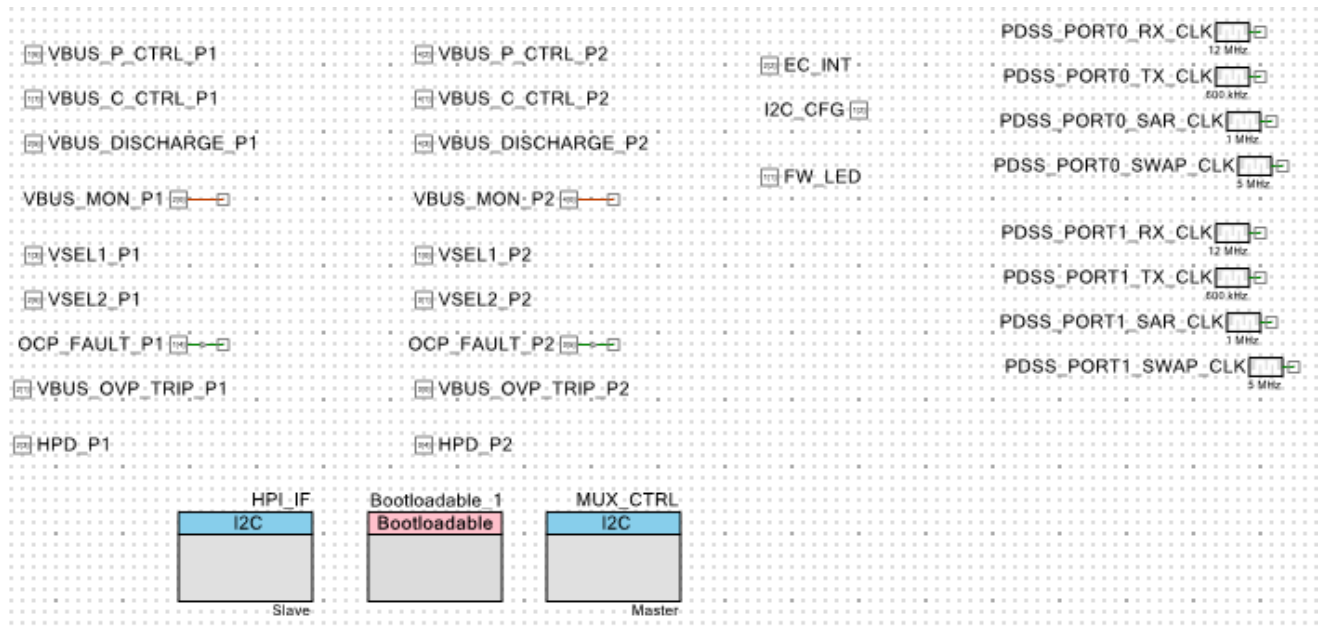 VBUS_P_CTRL_P1
VBUS_C_CTRL_P1
VBUS_DISCHARGE_P1
VBUS_MON_P1
VSEL1_P1
VSEL2_P1
OCP_FAULT_P1
VBUS_OVP_TRIP_P1
HPD_P1
VBUS_P_CTRL_P2
VBUS_C_CTRL_P2
VBUS_DISCHARGE_P2
VBUS_MON_P2
VSEL1_P2
VSEL2_P2
OCP_FAULT_P2
VBUS_OVP_TRIP_P2
HPD_P2
EC_INT
I2C_CFG
FW_LED
PDSS_PORT0_RX_CLK
12 MHz
PDSS_PORT0_TX_CLK
600 kHz
PDSS_PORT0_SAR_CLK
1 MHz
PDSS_PORT0_SWAP_CLK
5 MHz
PDSS_PORT1_RX_CLK
12 MHz
PDSS_PORT1_TX_CLK
600 kHz
PDSS_PORT1_SAR_CLK
1 MHz
PDSS_PORT1_SWAP_CLK
5 MHz
HPI_IF
I2C
Slave
Bootloadable_1
Bootloadable
MUX_CTRL
I2C
Master